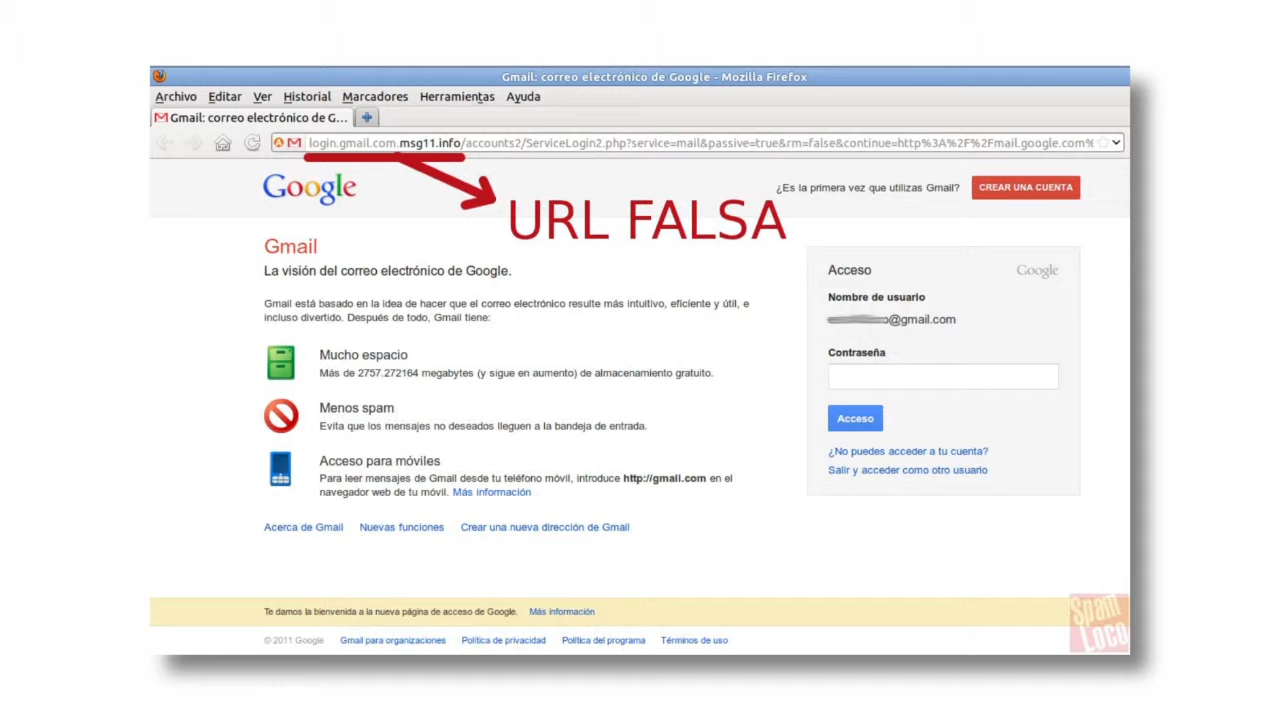 Gmail: correo electrónico de Google - Mozilla Firefox
Archivo Editar Ver Historial Marcadores Herramientas Ayuda
Gmail: correo electrónico de G...
login.gmail.com.msg11.info/accounts2/ServiceLogin2.php?service=mail&passive=true&rm=false&continue=http%3A%2F%2Fmail.google.com%
Google
¿Es la primera vez que utilizas Gmail? CREAR UNA CUENTA
URL FALSA
Gmail
La visión del correo electrónico de Google.
Gmail está basado en la idea de hacer que el correo electrónico resulte más intuitivo, eficiente y útil, e
incluso divertido. Después de todo, Gmail tiene:
Mucho espacio
Más de 2757.272164 megabytes (y sigue en aumento) de almacenamiento gratuito.
Menos spam
Evita que los mensajes no deseados lleguen a la bandeja de entrada.
Acceso para móviles
Para leer mensajes de Gmail desde tu teléfono móvil, introduce http://gmail.com en el
navegador web de tu móvil. Más información
Acerca de Gmail Nuevas funciones Crear una nueva dirección de Gmail
Acceso Google
Nombre de usuario
@gmail.com
Contraseña
Acceso
¿No puedes acceder a tu cuenta?
Salir y acceder como otro usuario
Te damos la bienvenida a la nueva página de acceso de Google. Más información
© 2011 Google Gmail para organizaciones Política de privacidad Política del programa Términos de uso
Spam
Loco